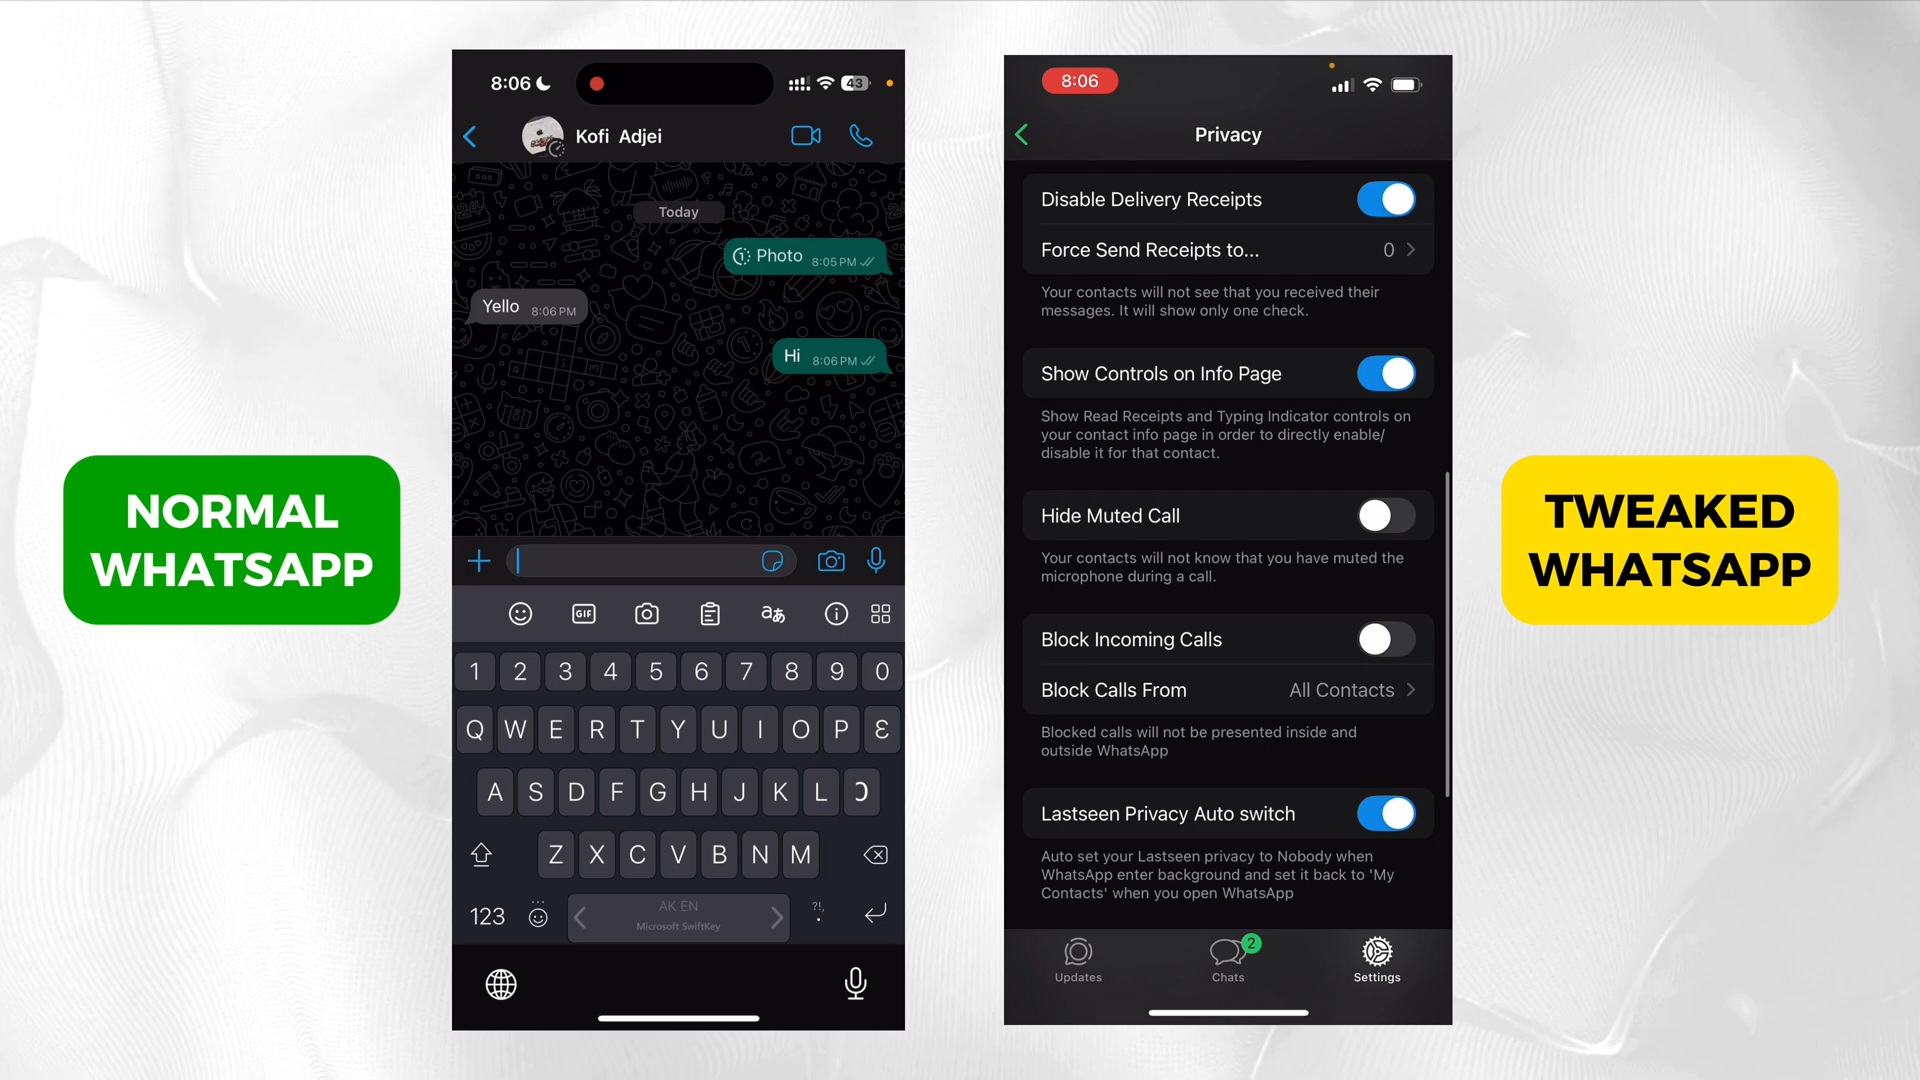 NORMAL
WHATSAPP
8:06
43
Kofi Adjei
Today
1 Photo 8:05 PM
Yello 8:06 PM
Hi 8:06 PM
GIF
aあ
1 2 3 4 5 6 7 8 9 0
Q W E R T Y U I O P Ɛ
A S D F G H J K L Ɔ
Z X C V B N M
123
AK EN
Microsoft SwiftKey
?!,
.
8:06
Privacy
Disable Delivery Receipts
Force Send Receipts to... 0
Your contacts will not see that you received their
messages. It will show only one check.
Show Controls on Info Page
Show Read Receipts and Typing Indicator controls on
your contact info page in order to directly enable/
disable it for that contact.
Hide Muted Call
Your contacts will not know that you have muted the
microphone during a call.
Block Incoming Calls
Block Calls From All Contacts
Blocked calls will not be presented inside and
outside WhatsApp
Lastseen Privacy Auto switch
Auto set your Lastseen privacy to Nobody when
WhatsApp enter background and set it back to 'My
Contacts' when you open WhatsApp
2
Updates Chats Settings
TWEAKED
WHATSAPP